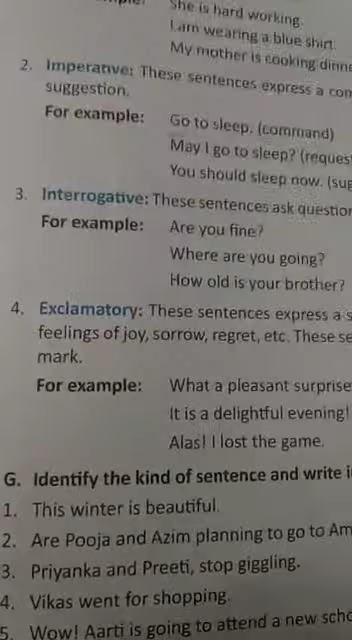 She is hard working.
I am wearing a blue shirt.
My mother is cooking
2. Imperative: These sentences express a
suggestion.
For example: Go to sleep. (command)
May I go to sleep? (request
You should sleep now.
3. Interrogative: These sentences ask
For example: Are you fine?
Where are you going?
How old is your brother?
4. Exclamatory: These sentences express a
feelings of joy, sorrow, regret, etc. These
mark.
For example: What a pleasant surprise
It is a delightful evening!
Alas! I lost the game.
G. Identify the kind of sentence and write
1. This winter is beautiful.
2. Are Pooja and Azim planning to go to
3. Priyanka and Preeti, stop giggling.
4. Vikas went for shopping.
5. Wow! Aarti is going to attend a new